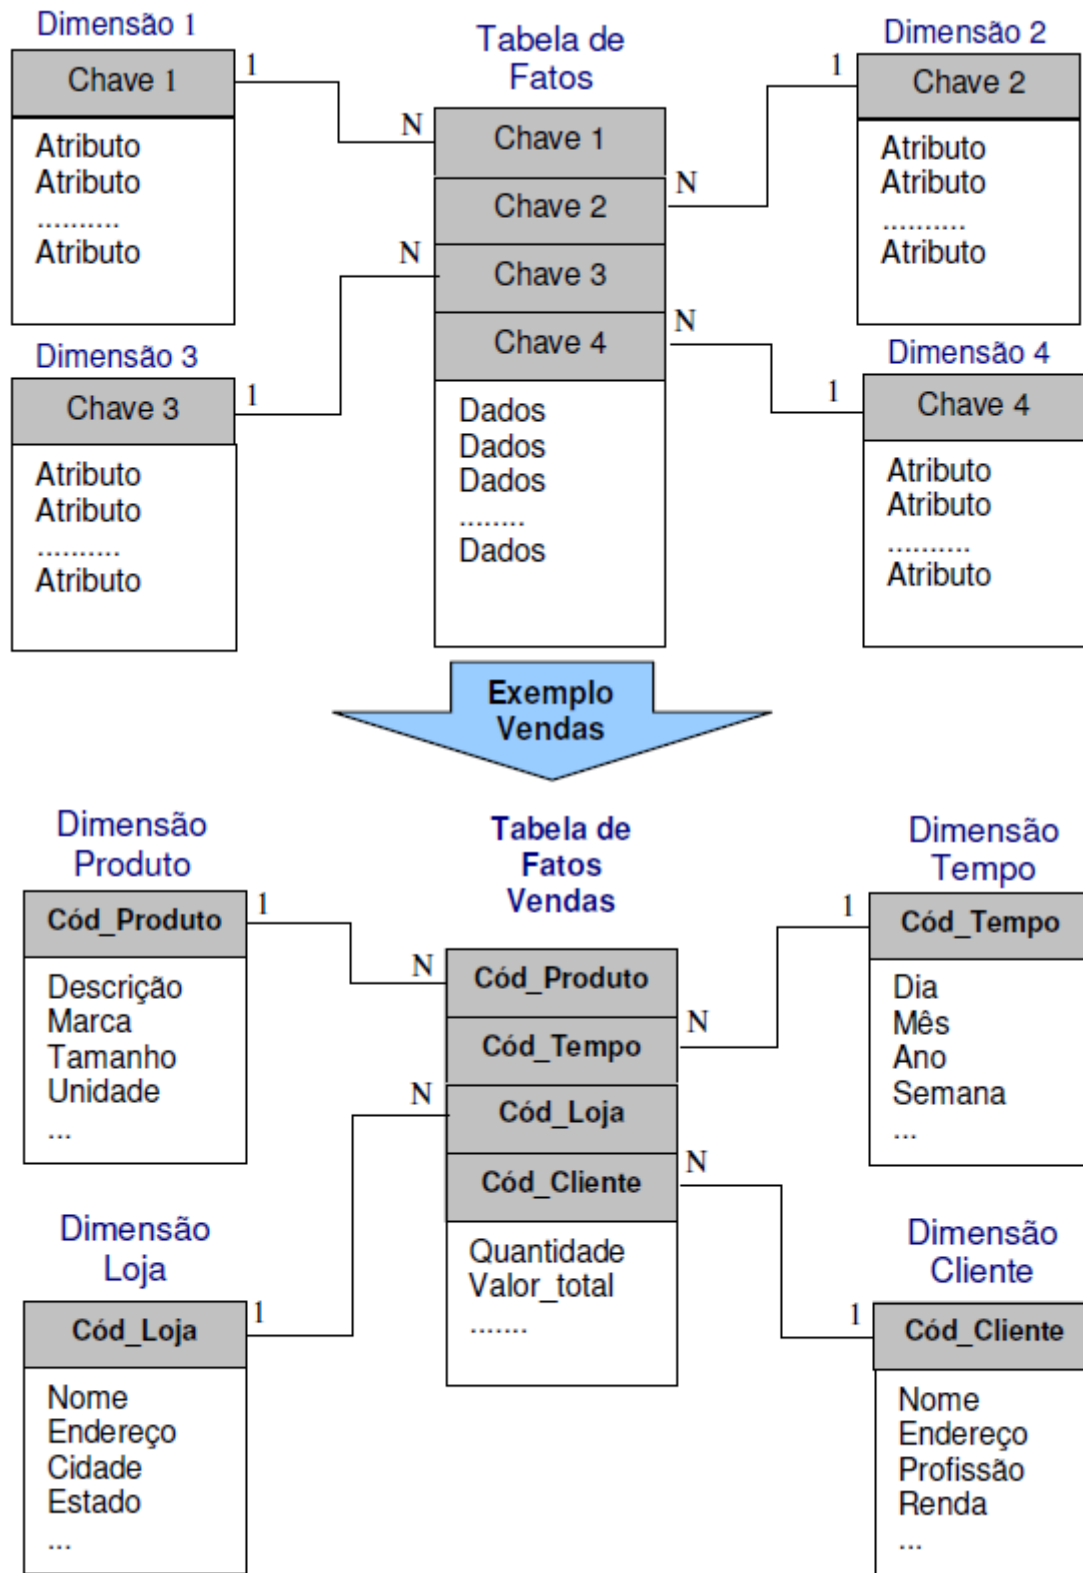 Dimensão 1
Chave 1
Atributo
Atributo
..........
Atributo
1
N
Tabela de
Fatos
Chave 1
Chave 2
Chave 3
Chave 4
Dados
Dados
Dados
........
Dados
Dimensão 2
1
Chave 2
N
Atributo
Atributo
..........
Atributo
Dimensão 3
Chave 3
1
N
Atributo
Atributo
..........
Atributo
Dimensão 4
N
1
Chave 4
Atributo
Atributo
..........
Atributo
Exemplo
Vendas
Dimensão
Produto
Cód_Produto
1
N
Descrição
Marca
Tamanho
Unidade
...
Tabela de
Fatos
Vendas
Cód_Produto
Cód_Tempo
Cód_Loja
Cód_Cliente
Quantidade
Valor_total
.......
Dimensão
Tempo
1
Cód_Tempo
N
Dia
Mês
Ano
Semana
...
Dimensão
Loja
Cód_Loja
1
N
Nome
Endereço
Cidade
Estado
...
Dimensão
Cliente
N
1
Cód_Cliente
Nome
Endereço
Profissão
Renda
...